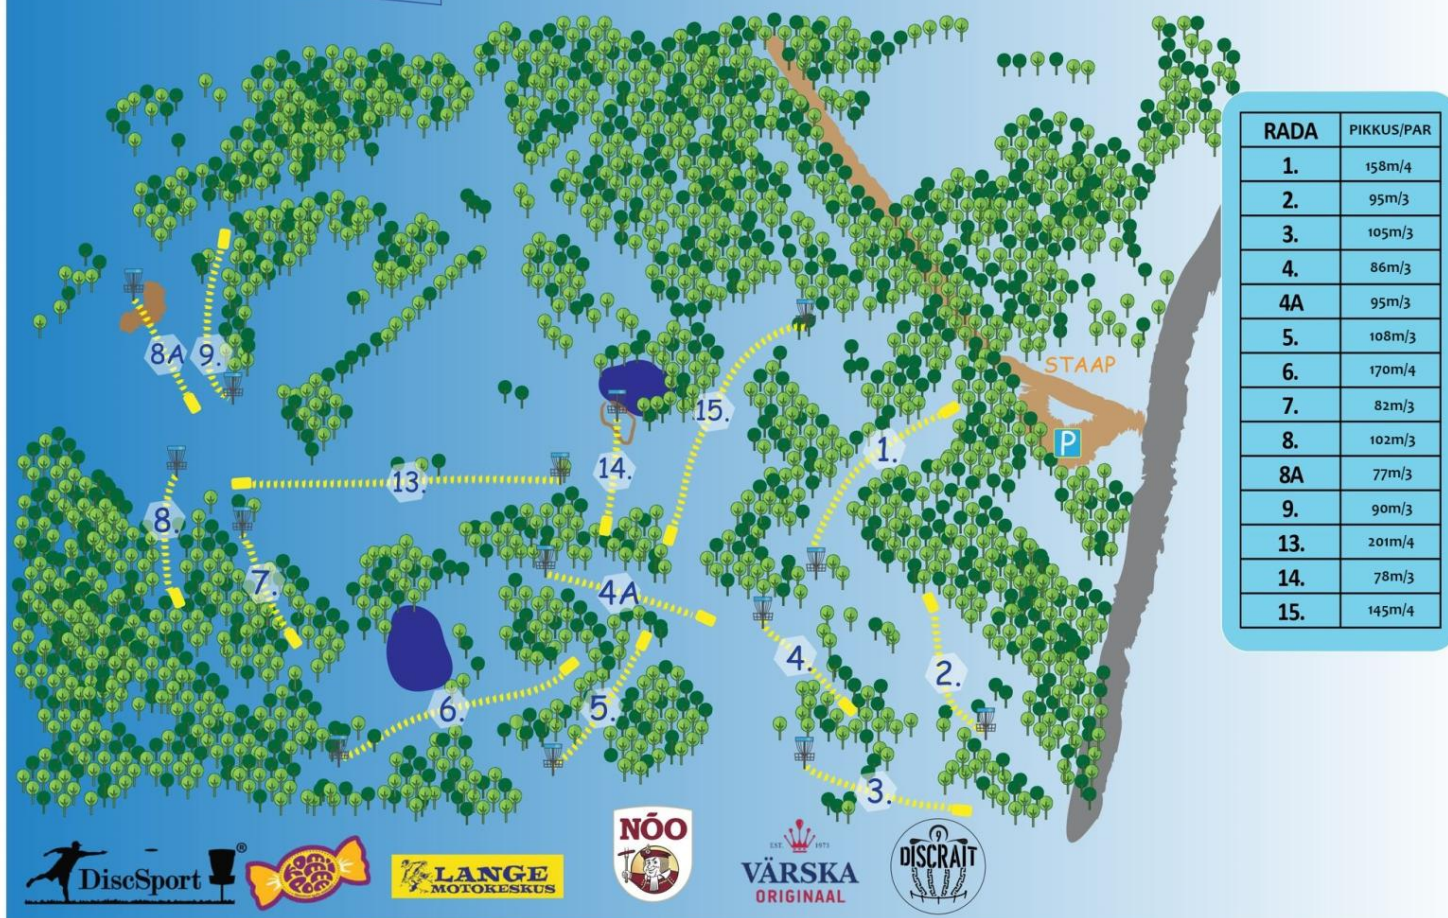 RADA PIKKUS/PAR
1. 158m/4
2. 95m/3
3. 105m/3
4. 86m/3
4A 95m/3
5. 108m/3
6. 170m/4
7. 82m/3
8. 102m/3
8A 77m/3
9. 90m/3
13. 201m/4
14. 78m/3
15. 145m/4
8A
9.
STAAP
15.
1.
P
14.
13.
8.
7.
4A
4.
2.
6.
5.
3.
DiscSport®
LANGE
MOTOKESKUS
NÕO
EST. 1973
VÄRSKA
ORIGINAAL
9
DISCRAIT